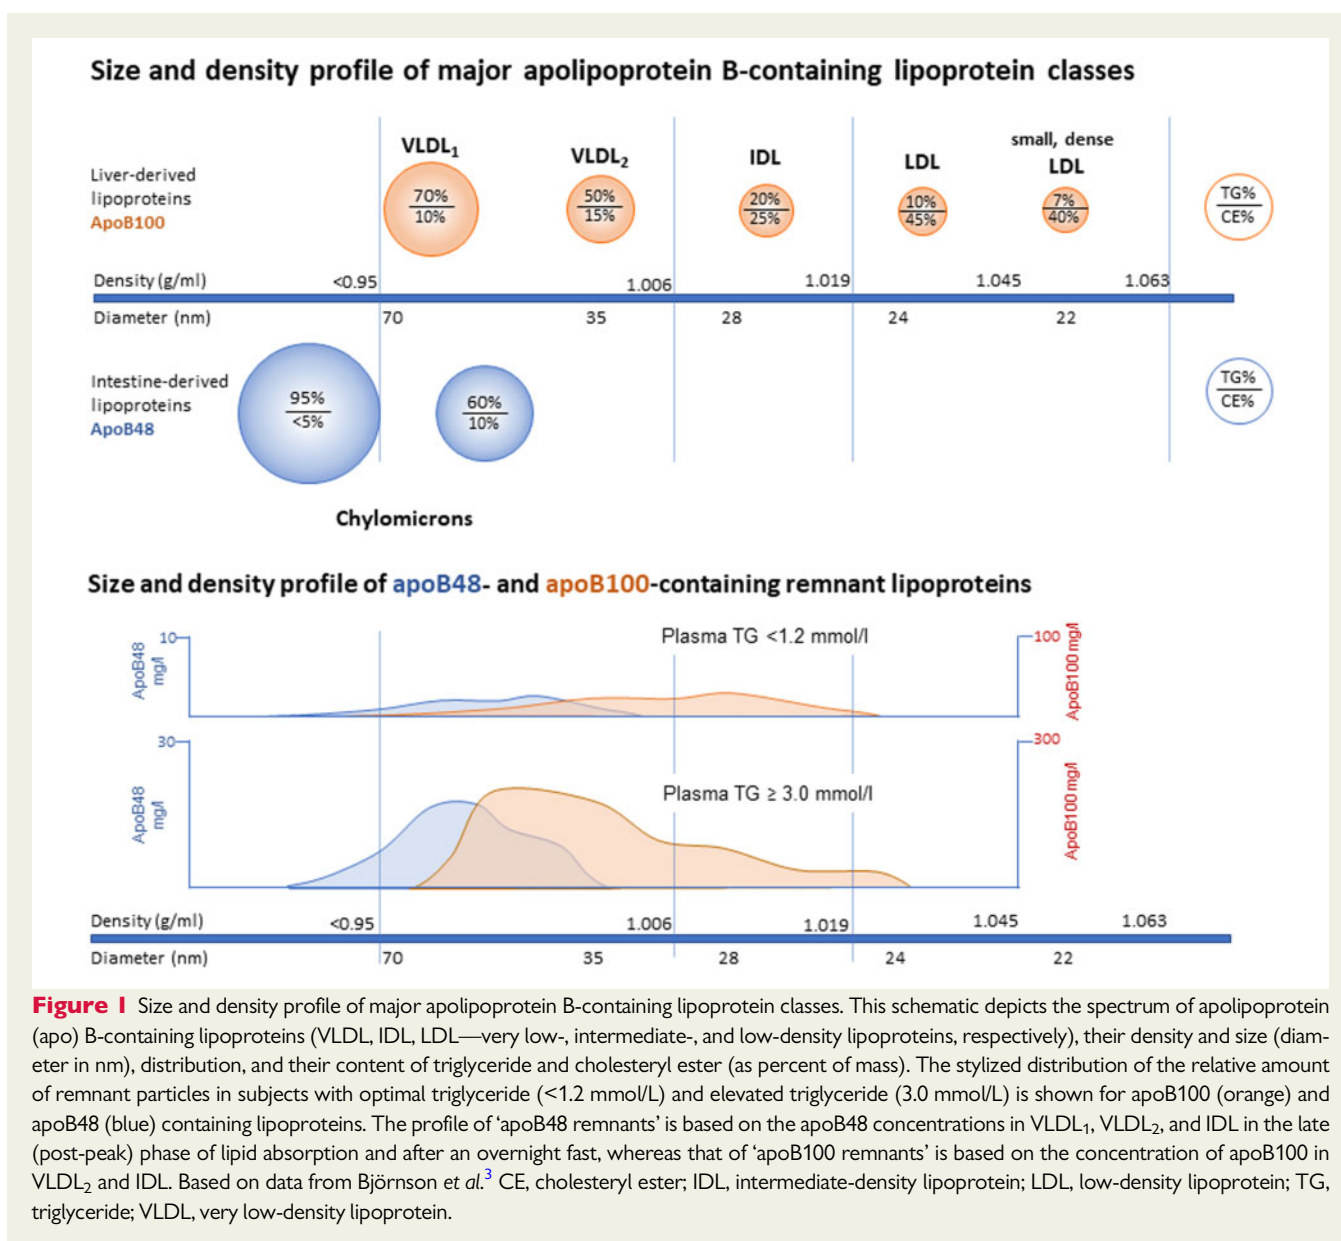 Size and density profile of major apolipoprotein B-containing lipoprotein classes
VLDL1
VLDL2
IDL
LDL
small, dense
LDL
Liver-derived
lipoproteins
ApoB100
70%
10%
50%
15%
20%
25%
10%
45%
7%
40%
TG%
CE%
Density (g/ml)
<0.95
1.006
1.019
1.045
1.063
Diameter (nm)
70
35
28
24
22
Intestine-derived
lipoproteins
ApoB48
95%
<5%
60%
10%
TG%
CE%
Chylomicrons
Size and density profile of apoB48- and apoB100-containing remnant lipoproteins
ApoB48
mg/l
10
Plasma TG <1.2 mmol/l
100
ApoB100 mg/l
ApoB48
mg/l
30
Plasma TG ≥ 3.0 mmol/l
300
ApoB100 mg/l
Density (g/ml)
<0.95
1.006
1.019
1.045
1.063
Diameter (nm)
70
35
28
24
22
Figure 1 Size and density profile of major apolipoprotein B-containing lipoprotein classes. This schematic depicts the spectrum of apolipoprotein
(apo) B-containing lipoproteins (VLDL, IDL, LDL—very low-, intermediate-, and low-density lipoproteins, respectively), their density and size (diam-
eter in nm), distribution, and their content of triglyceride and cholesteryl ester (as percent of mass). The stylized distribution of the relative amount
of remnant particles in subjects with optimal triglyceride (<1.2 mmol/L) and elevated triglyceride (3.0 mmol/L) is shown for apoB100 (orange) and
apoB48 (blue) containing lipoproteins. The profile of ‘apoB48 remnants’ is based on the apoB48 concentrations in VLDL1, VLDL2, and IDL in the late
(post-peak) phase of lipid absorption and after an overnight fast, whereas that of ‘apoB100 remnants’ is based on the concentration of apoB100 in
VLDL2 and IDL. Based on data from Björnson et al.3 CE, cholesteryl ester; IDL, intermediate-density lipoprotein; LDL, low-density lipoprotein; TG,
triglyceride; VLDL, very low-density lipoprotein.